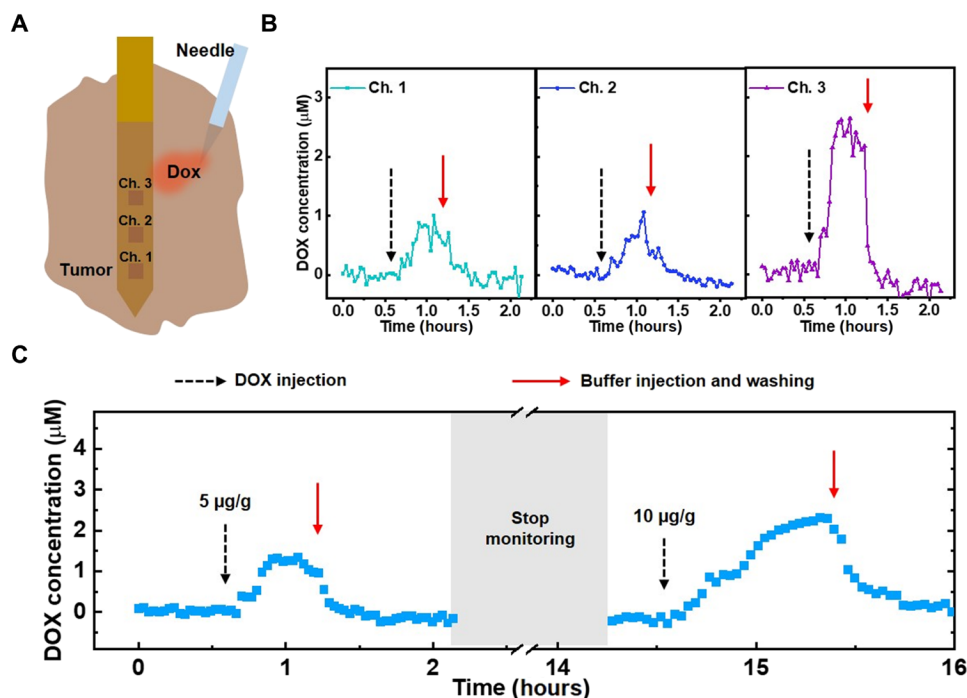 A
Needle
Dox
Ch. 3
Ch. 2
Ch. 1
Tumor
B
DOX concentration (μM)
3
2
1
0
Ch. 1
Ch. 2
Ch. 3
0.0 0.5 1.0 1.5 2.0
0.0 0.5 1.0 1.5 2.0
0.0 0.5 1.0 1.5 2.0
Time (hours)
Time (hours)
Time (hours)
C
DOX injection
Buffer injection and washing
DOX concentration (μM)
4
3
2
1
0
5 μg/g
Stop
monitoring
10 μg/g
0 1 2 14 15 16
Time (hours)